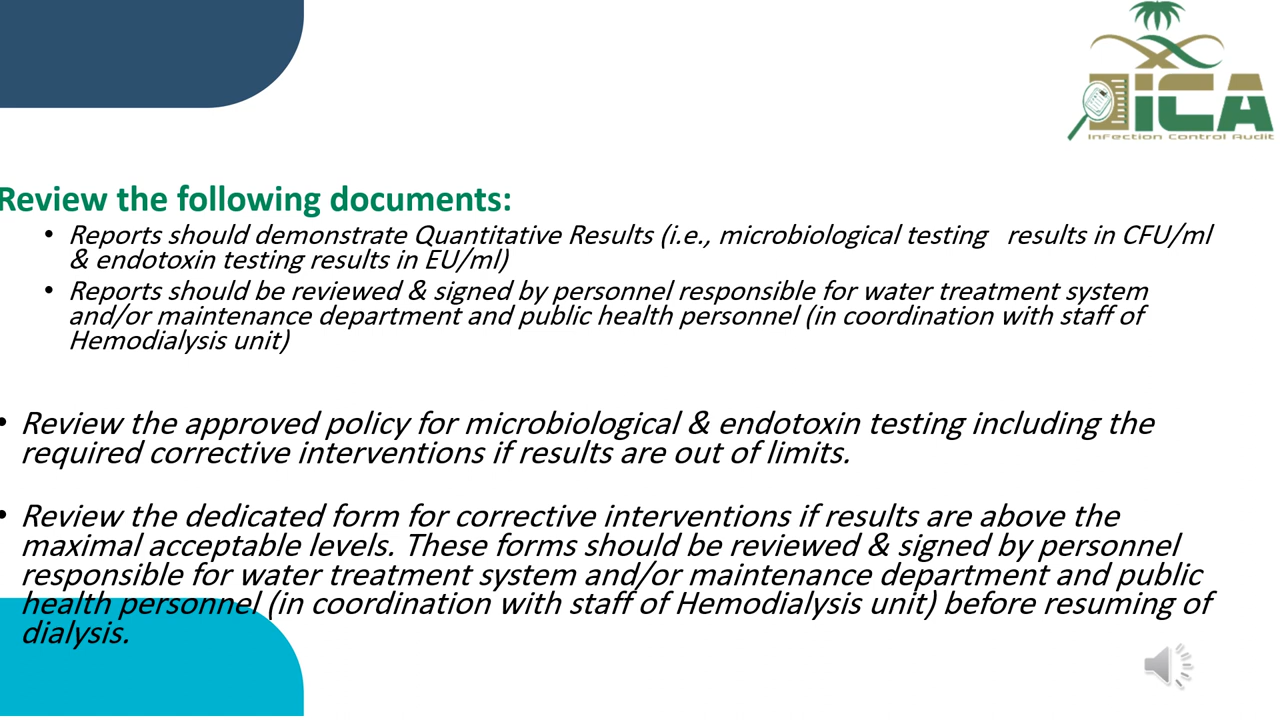 iCA
Infection Control Audit
Review the following documents:
• Reports should demonstrate Quantitative Results (i.e., microbiological testing results in CFU/ml
& endotoxin testing results in EU/ml)
• Reports should be reviewed & signed by personnel responsible for water treatment system
and/or maintenance department and public health personnel (in coordination with staff of
Hemodialysis unit)
• Review the approved policy for microbiological & endotoxin testing including the
required corrective interventions if results are out of limits.
• Review the dedicated form for corrective interventions if results are above the
maximal acceptable levels. These forms should be reviewed & signed by personnel
responsible for water treatment system and/or maintenance department and public
health personnel (in coordination with staff of Hemodialysis unit) before resuming of
dialysis.